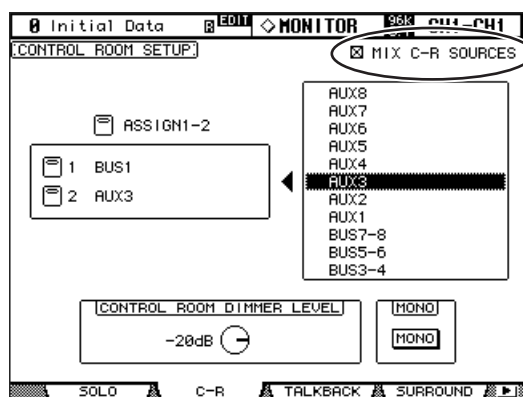 0 Initial Data EDIT MONITOR 96k CH1-CH1
CONTROL ROOM SETUP
MIX C-R SOURCES
ASSIGN1-2
1 BUS1
2 AUX3
AUX8
AUX7
AUX6
AUX5
AUX4
AUX3
AUX2
AUX1
BUS7-8
BUS5-6
BUS3-4
CONTROL ROOM DIMMER LEVEL
-20dB
MONO
MONO
SOLO C-R TALKBACK SURROUND